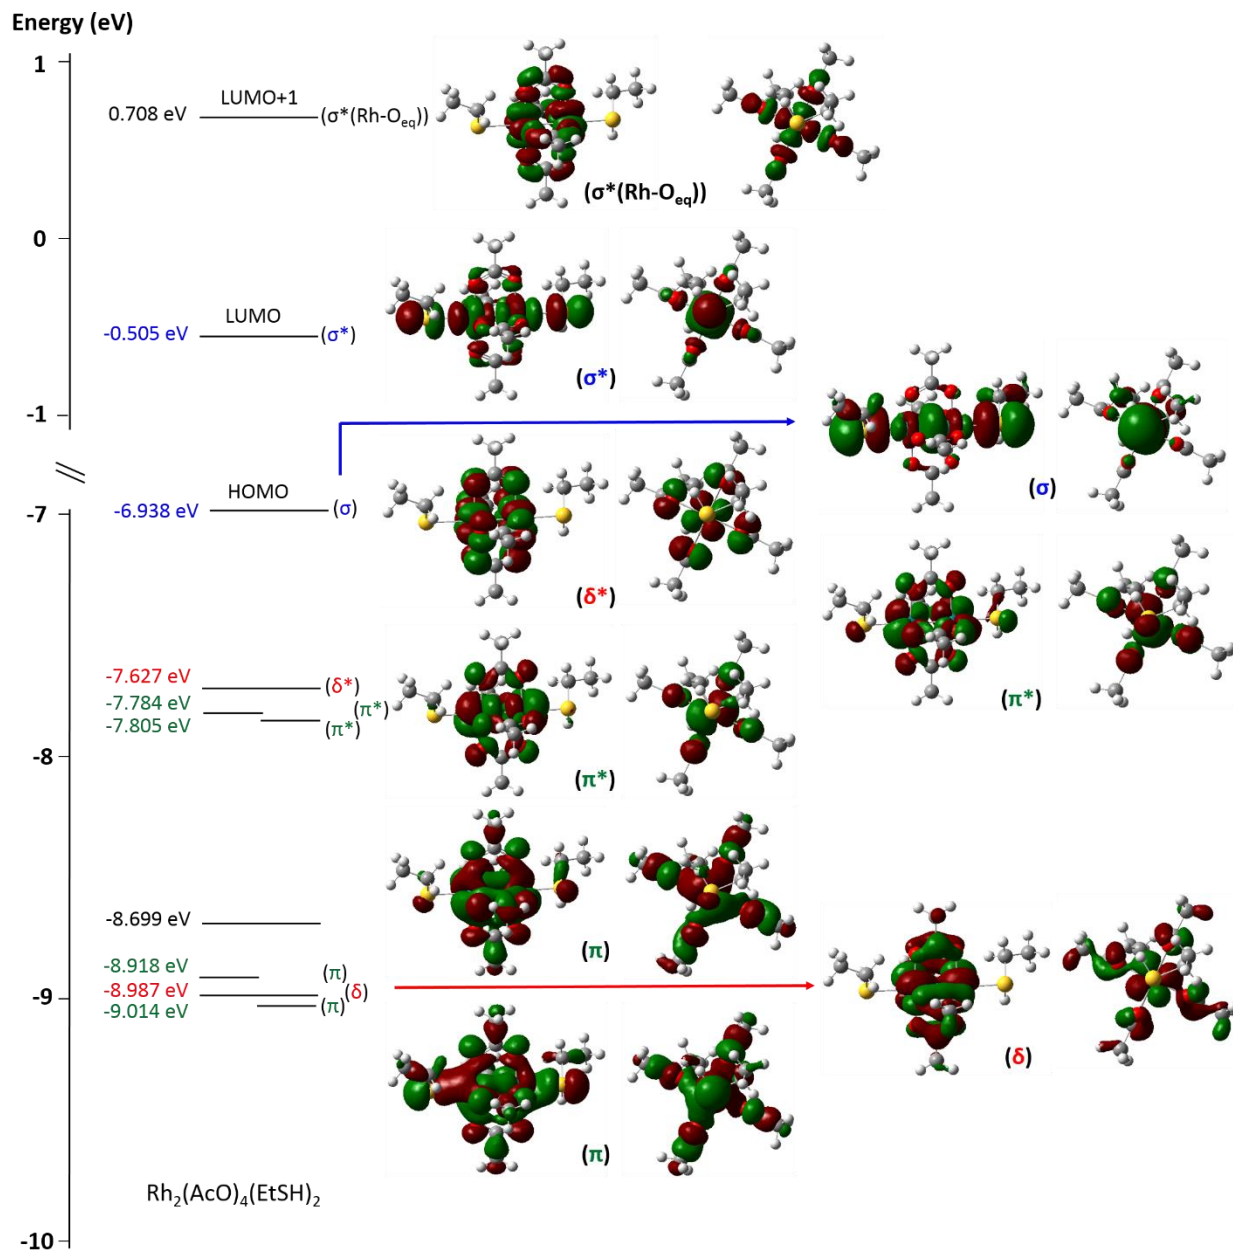 Energy (eV)
1
0.708 eV
LUMO+1
(σ*(Rh-Oeq))
(σ*(Rh-Oeq))
0
-0.505 eV
LUMO
(σ*)
(σ*)
-1
(σ)
-7
-6.938 eV
HOMO
(σ)
(δ*)
(π*)
-7.627 eV
(δ*)
-7.784 eV
(π*)
-7.805 eV
(π*)
(π*)
-8
-8.699 eV
(π)
-8.918 eV
(π)
-8.987 eV
(δ)
-9
-9.014 eV
(π)
(δ)
(π)
Rh2(AcO)4(EtSH)2
-10